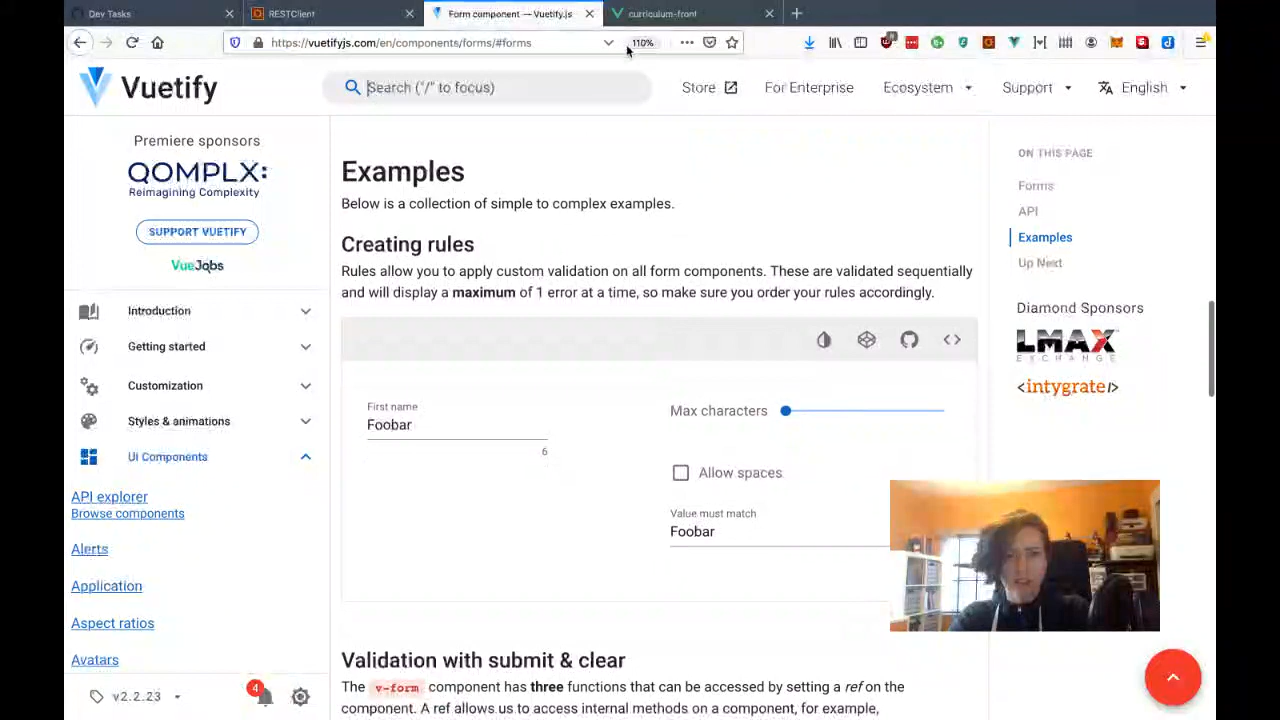 Dev Tasks
RESTClient
Form component — Vuetify.js
curriculum-front
https://vuetifyjs.com/en/components/forms/#forms
110%
Vuetify
Search ("/" to focus)
Store
For Enterprise
Ecosystem
Support
English
Premiere sponsors
QOMPLX:
Reimagining Complexity
SUPPORT VUETIFY
VueJobs
Introduction
Getting started
Customization
Styles & animations
UI Components
API explorer
Browse components
Alerts
Application
Aspect ratios
Avatars
4
v2.2.23
Examples
Below is a collection of simple to complex examples.
Creating rules
Rules allow you to apply custom validation on all form components. These are validated sequentially
and will display a maximum of 1 error at a time, so make sure you order your rules accordingly.
First name
Foobar
6
Max characters
Allow spaces
Value must match
Foobar
Validation with submit & clear
The v-form component has three functions that can be accessed by setting a ref on the
component. A ref allows us to access internal methods on a component, for example,
ON THIS PAGE
Forms
API
Examples
Up Next
Diamond Sponsors
LMAX
EXCHANGE
<intygrate/>